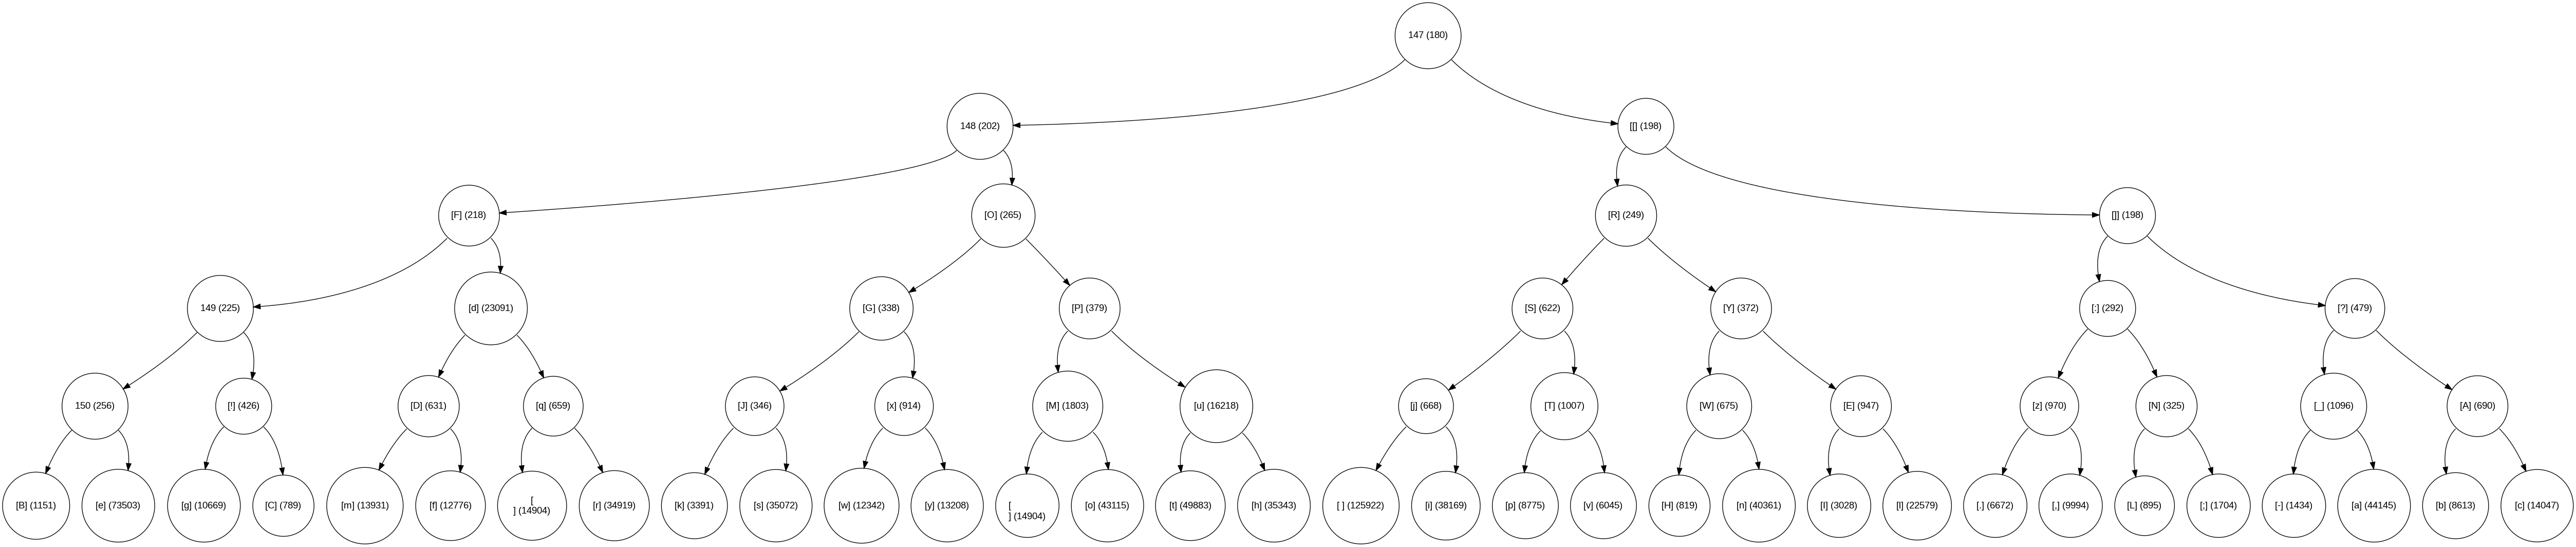 147 (180)
148 (202)
[[] (198)
[F] (218)
[O] (265)
[R] (249)
[]] (198)
149 (225)
[d] (23091)
[G] (338)
[P] (379)
[S] (622)
[Y] (372)
[:] (292)
[?] (479)
150 (256)
[!] (426)
[D] (631)
[q] (659)
[J] (346)
[x] (914)
[M] (1803)
[u] (16218)
[j] (668)
[T] (1007)
[W] (675)
[E] (947)
[z] (970)
[N] (325)
[_] (1096)
[A] (690)
[B] (1151)
[e] (73503)
[g] (10669)
[C] (789)
[m] (13931)
[f] (12776)
[
] (14904)
[r] (34919)
[k] (3391)
[s] (35072)
[w] (12342)
[y] (13208)
[
] (14904)
[o] (43115)
[t] (49883)
[h] (35343)
[ ] (125922)
[i] (38169)
[p] (8775)
[v] (6045)
[H] (819)
[n] (40361)
[I] (3028)
[l] (22579)
[.] (6672)
[,] (9994)
[L] (895)
[;] (1704)
[-] (1434)
[a] (44145)
[b] (8613)
[c] (14047)